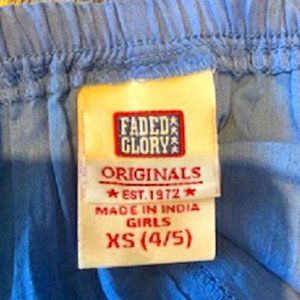 FADED
GLORY
ORIGINALS
★ EST. 1972 ★
MADE IN INDIA
GIRLS
XS (4/5)